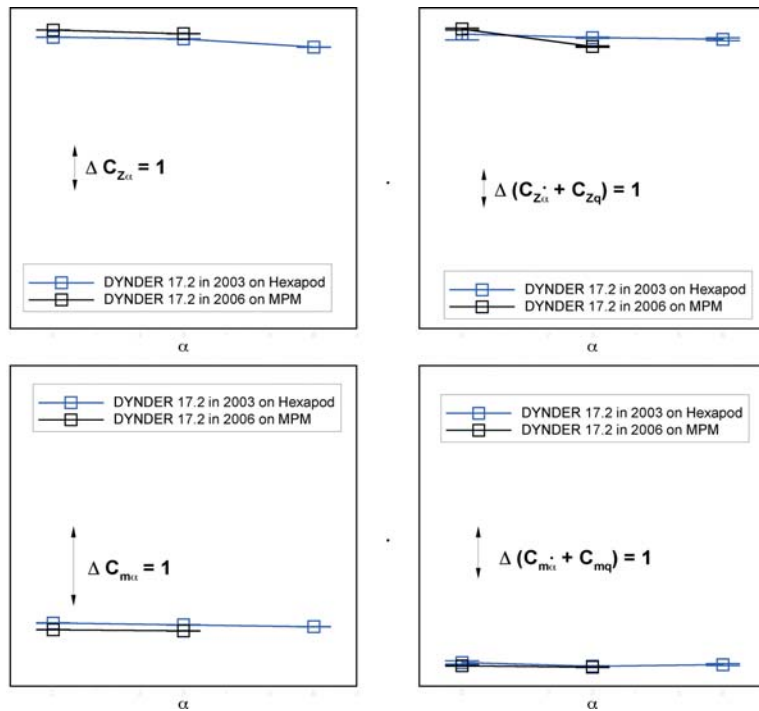 Δ C_Zα = 1
DYNDER 17.2 in 2003 on Hexapod
DYNDER 17.2 in 2006 on MPM
α
Δ (C_Zα̇ + C_Zq) = 1
DYNDER 17.2 in 2003 on Hexapod
DYNDER 17.2 in 2006 on MPM
α
DYNDER 17.2 in 2003 on Hexapod
DYNDER 17.2 in 2006 on MPM
Δ C_mα = 1
α
DYNDER 17.2 in 2003 on Hexapod
DYNDER 17.2 in 2006 on MPM
Δ (C_mα̇ + C_mq) = 1
α